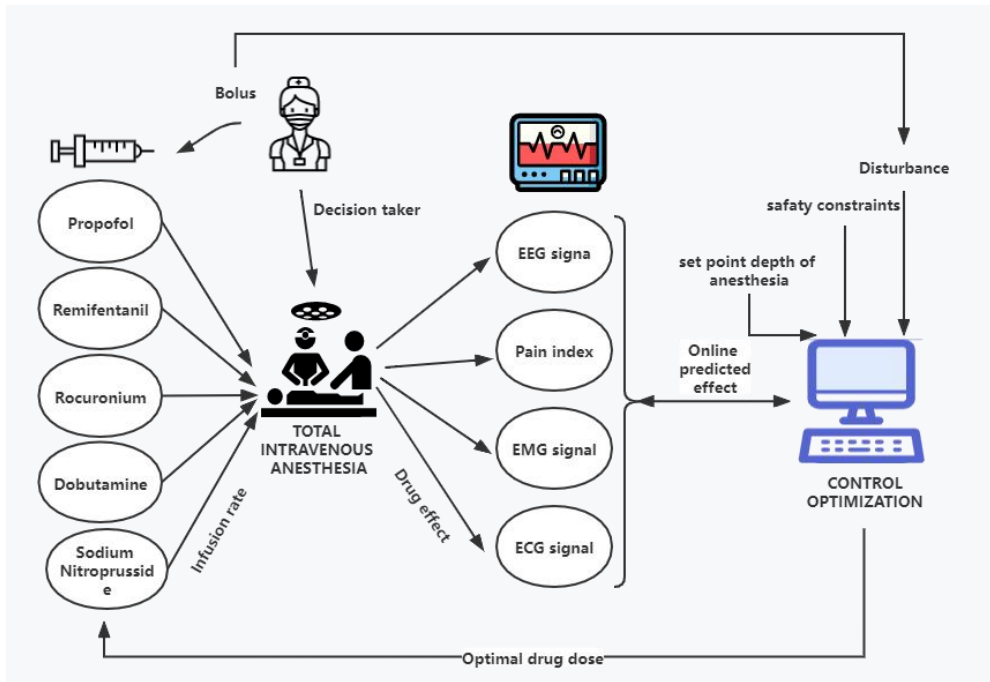 Bolus
Decision taker
Disturbance
safaty constraints
set point depth of
anesthesia
Propofol
Remifentanil
Rocuronium
Dobutamine
Sodium
Nitroprussid
e
Infusion rate
TOTAL
INTRAVENOUS
ANESTHESIA
Drug effect
EEG signa
Pain index
EMG signal
ECG signal
Online
predicted
effect
CONTROL
OPTIMIZATION
Optimal drug dose